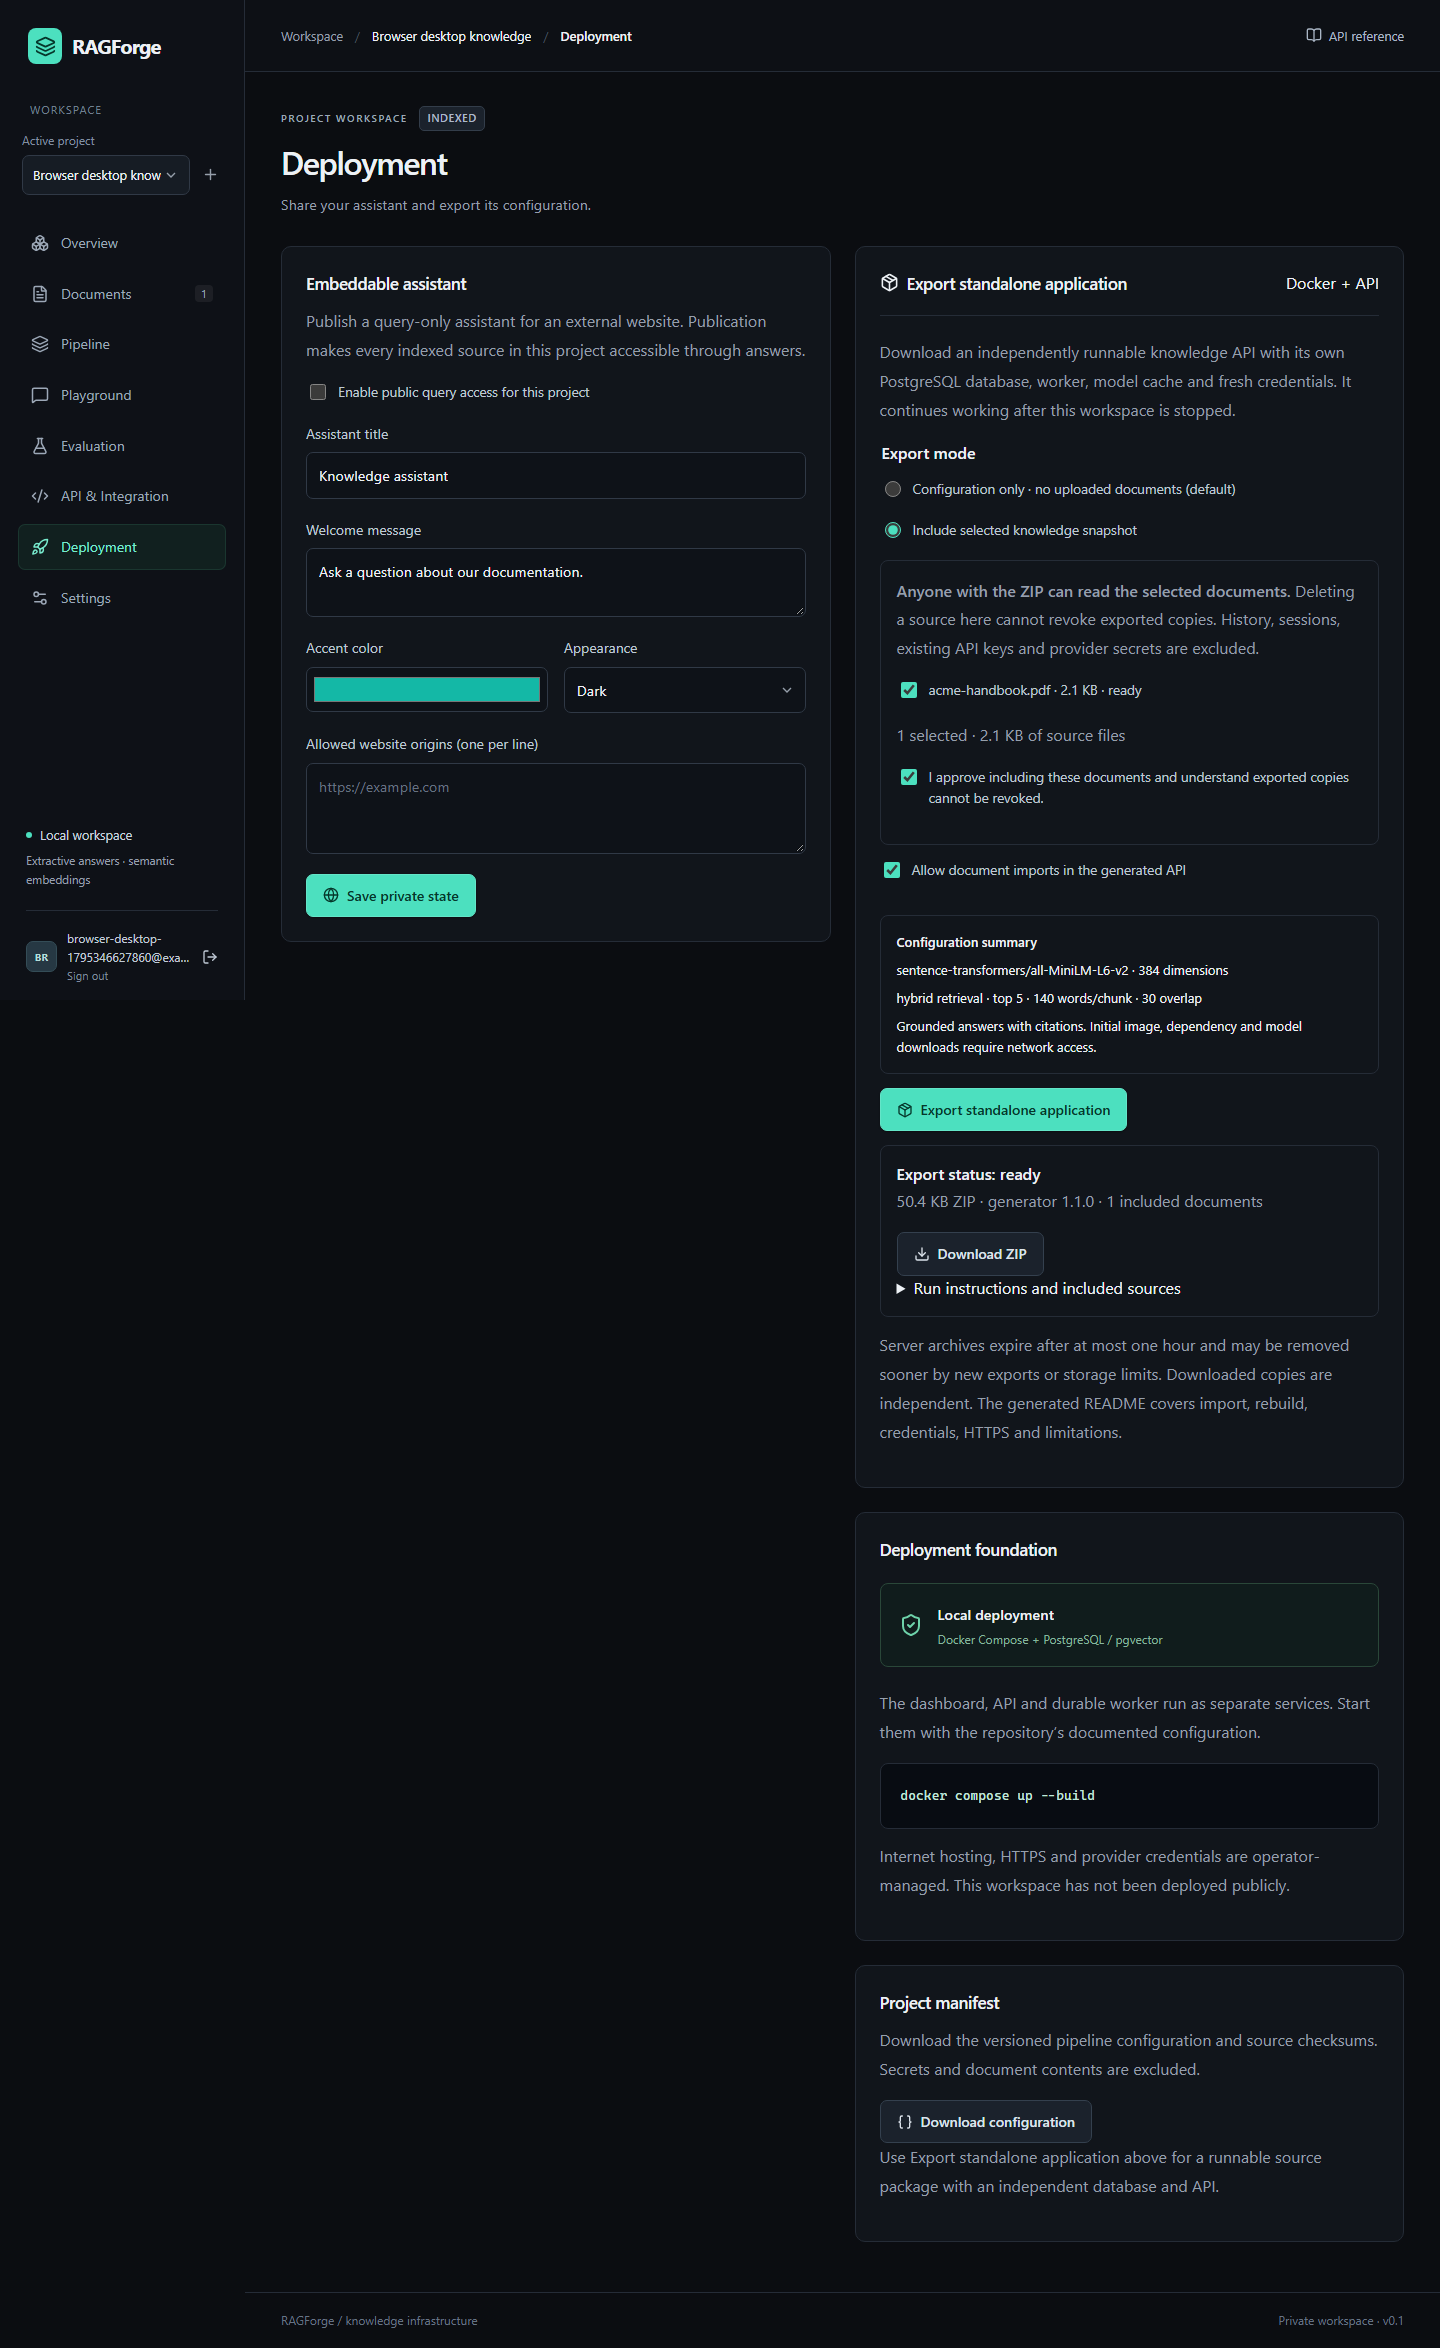 RAGForge
WORKSPACE
Active project
Browser desktop know
Overview
Documents 1
Pipeline
Playground
Evaluation
API & Integration
Deployment
Settings
Local workspace
Extractive answers · semantic
embeddings
BR
browser-desktop-
1795346627860@exa...
Sign out
Workspace / Browser desktop knowledge / Deployment
API reference
PROJECT WORKSPACE INDEXED
Deployment
Share your assistant and export its configuration.
Embeddable assistant
Publish a query-only assistant for an external website. Publication
makes every indexed source in this project accessible through answers.
Enable public query access for this project
Assistant title
Knowledge assistant
Welcome message
Ask a question about our documentation.
Accent color
Appearance
Dark
Allowed website origins (one per line)
https://example.com
Save private state
Export standalone application Docker + API
Download an independently runnable knowledge API with its own
PostgreSQL database, worker, model cache and fresh credentials. It
continues working after this workspace is stopped.
Export mode
Configuration only · no uploaded documents (default)
Include selected knowledge snapshot
Anyone with the ZIP can read the selected documents. Deleting
a source here cannot revoke exported copies. History, sessions,
existing API keys and provider secrets are excluded.
acme-handbook.pdf · 2.1 KB · ready
1 selected · 2.1 KB of source files
I approve including these documents and understand exported copies
cannot be revoked.
Allow document imports in the generated API
Configuration summary
sentence-transformers/all-MiniLM-L6-v2 · 384 dimensions
hybrid retrieval · top 5 · 140 words/chunk · 30 overlap
Grounded answers with citations. Initial image, dependency and model
downloads require network access.
Export standalone application
Export status: ready
50.4 KB ZIP · generator 1.1.0 · 1 included documents
Download ZIP
Run instructions and included sources
Server archives expire after at most one hour and may be removed
sooner by new exports or storage limits. Downloaded copies are
independent. The generated README covers import, rebuild,
credentials, HTTPS and limitations.
Deployment foundation
Local deployment
Docker Compose + PostgreSQL / pgvector
The dashboard, API and durable worker run as separate services. Start
them with the repository's documented configuration.
docker compose up --build
Internet hosting, HTTPS and provider credentials are operator-
managed. This workspace has not been deployed publicly.
Project manifest
Download the versioned pipeline configuration and source checksums.
Secrets and document contents are excluded.
Download configuration
Use Export standalone application above for a runnable source
package with an independent database and API.
RAGForge / knowledge infrastructure
Private workspace · v0.1